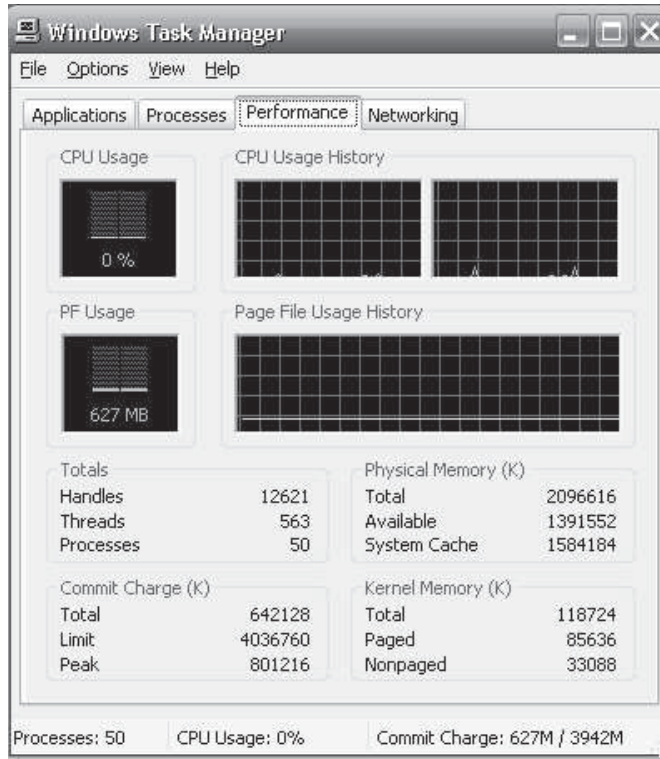 Windows Task Manager
File Options View Help
Applications Processes Performance Networking
CPU Usage CPU Usage History
0 %
PF Usage Page File Usage History
627 MB
Totals Physical Memory (K)
Handles 12621 Total 2096616
Threads 563 Available 1391552
Processes 50 System Cache 1584184
Commit Charge (K) Kernel Memory (K)
Total 642128 Total 118724
Limit 4036760 Paged 85636
Peak 801216 Nonpaged 33088
Processes: 50 CPU Usage: 0% Commit Charge: 627M / 3942M